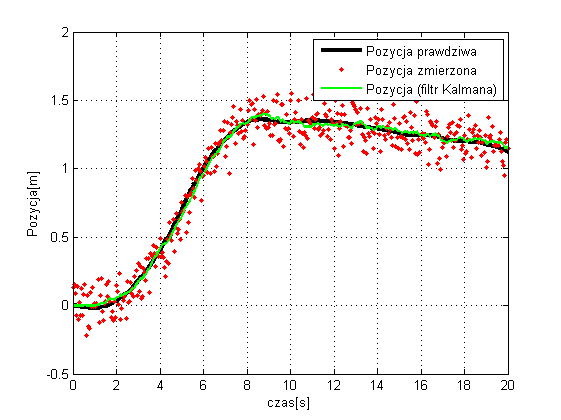 2
Pozycja prawdziwa
Pozycja zmierzona
Pozycja (filtr Kalmana)
1.5
1
Pozycja[m]
0.5
0
-0.5
0 2 4 6 8 10 12 14 16 18 20
czas[s]